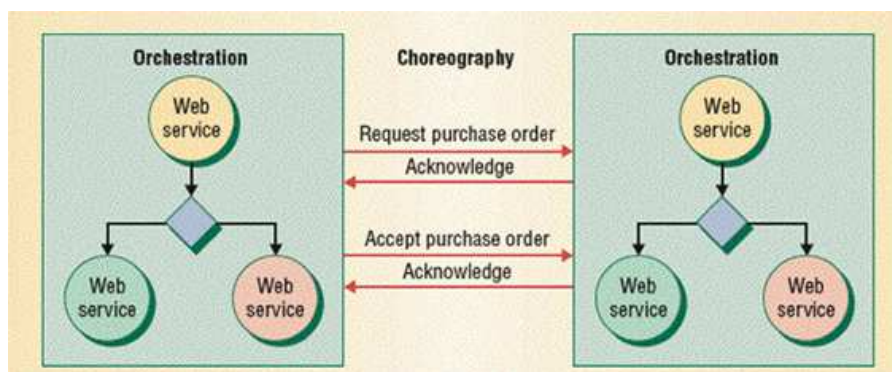 Orchestration
Choreography
Orchestration
Web
service
Web
service
Request purchase order
Acknowledge
Accept purchase order
Acknowledge
Web
service
Web
service
Web
service
Web
service